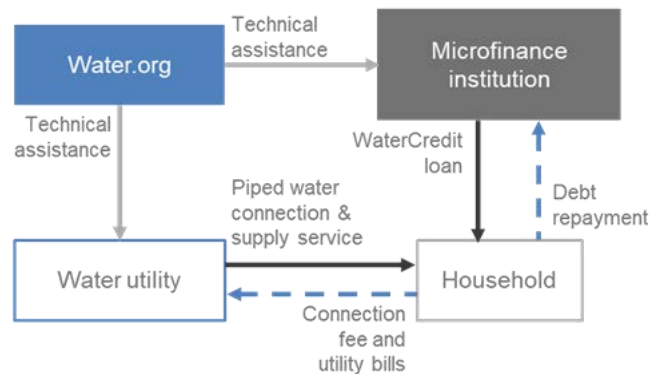 Technical
assistance
Water.org
Microfinance
institution
Technical
assistance
WaterCredit
loan
Piped water
connection &
supply service
Debt
repayment
Water utility
Household
Connection
fee and
utility bills